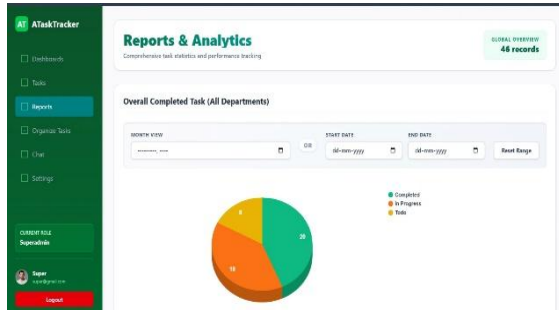 AT ATaskTracker
Dashboards
Tasks
Reports
Organize Tasks
Chat
Settings
CURRENT ROLE
Superadmin
Super
Logout
Reports & Analytics
Comprehensive task statistics and performance tracking
GLOBAL OVERVIEW
46 records
Overall Completed Task (All Departments)
MONTH VIEW
OR
START DATE
dd-mm-yyyy
END DATE
dd-mm-yyyy
Reset Range
Completed
In Progress
Todo
20